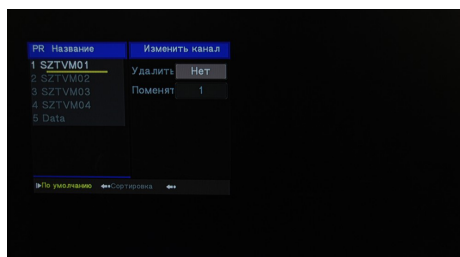 PR Название
Изменить канал
1 SZTVM01
2 SZTVM02
3 SZTVM03
4 SZTVM04
5 Data
Удалить Нет
Поменят 1
По умолчанию Сортировка